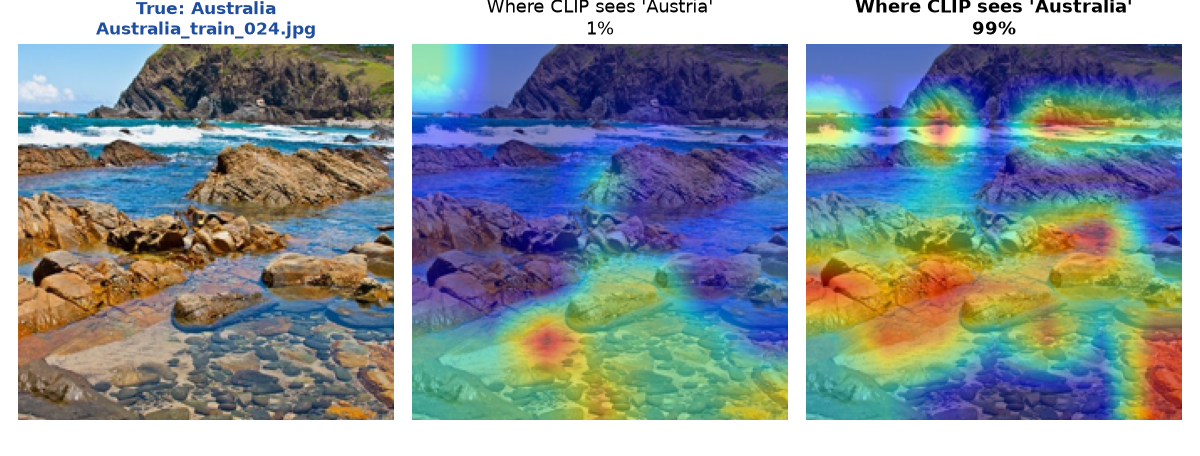 True: Australia
Australia_train_024.jpg
Where CLIP sees 'Austria'
1%
Where CLIP sees 'Australia'
99%